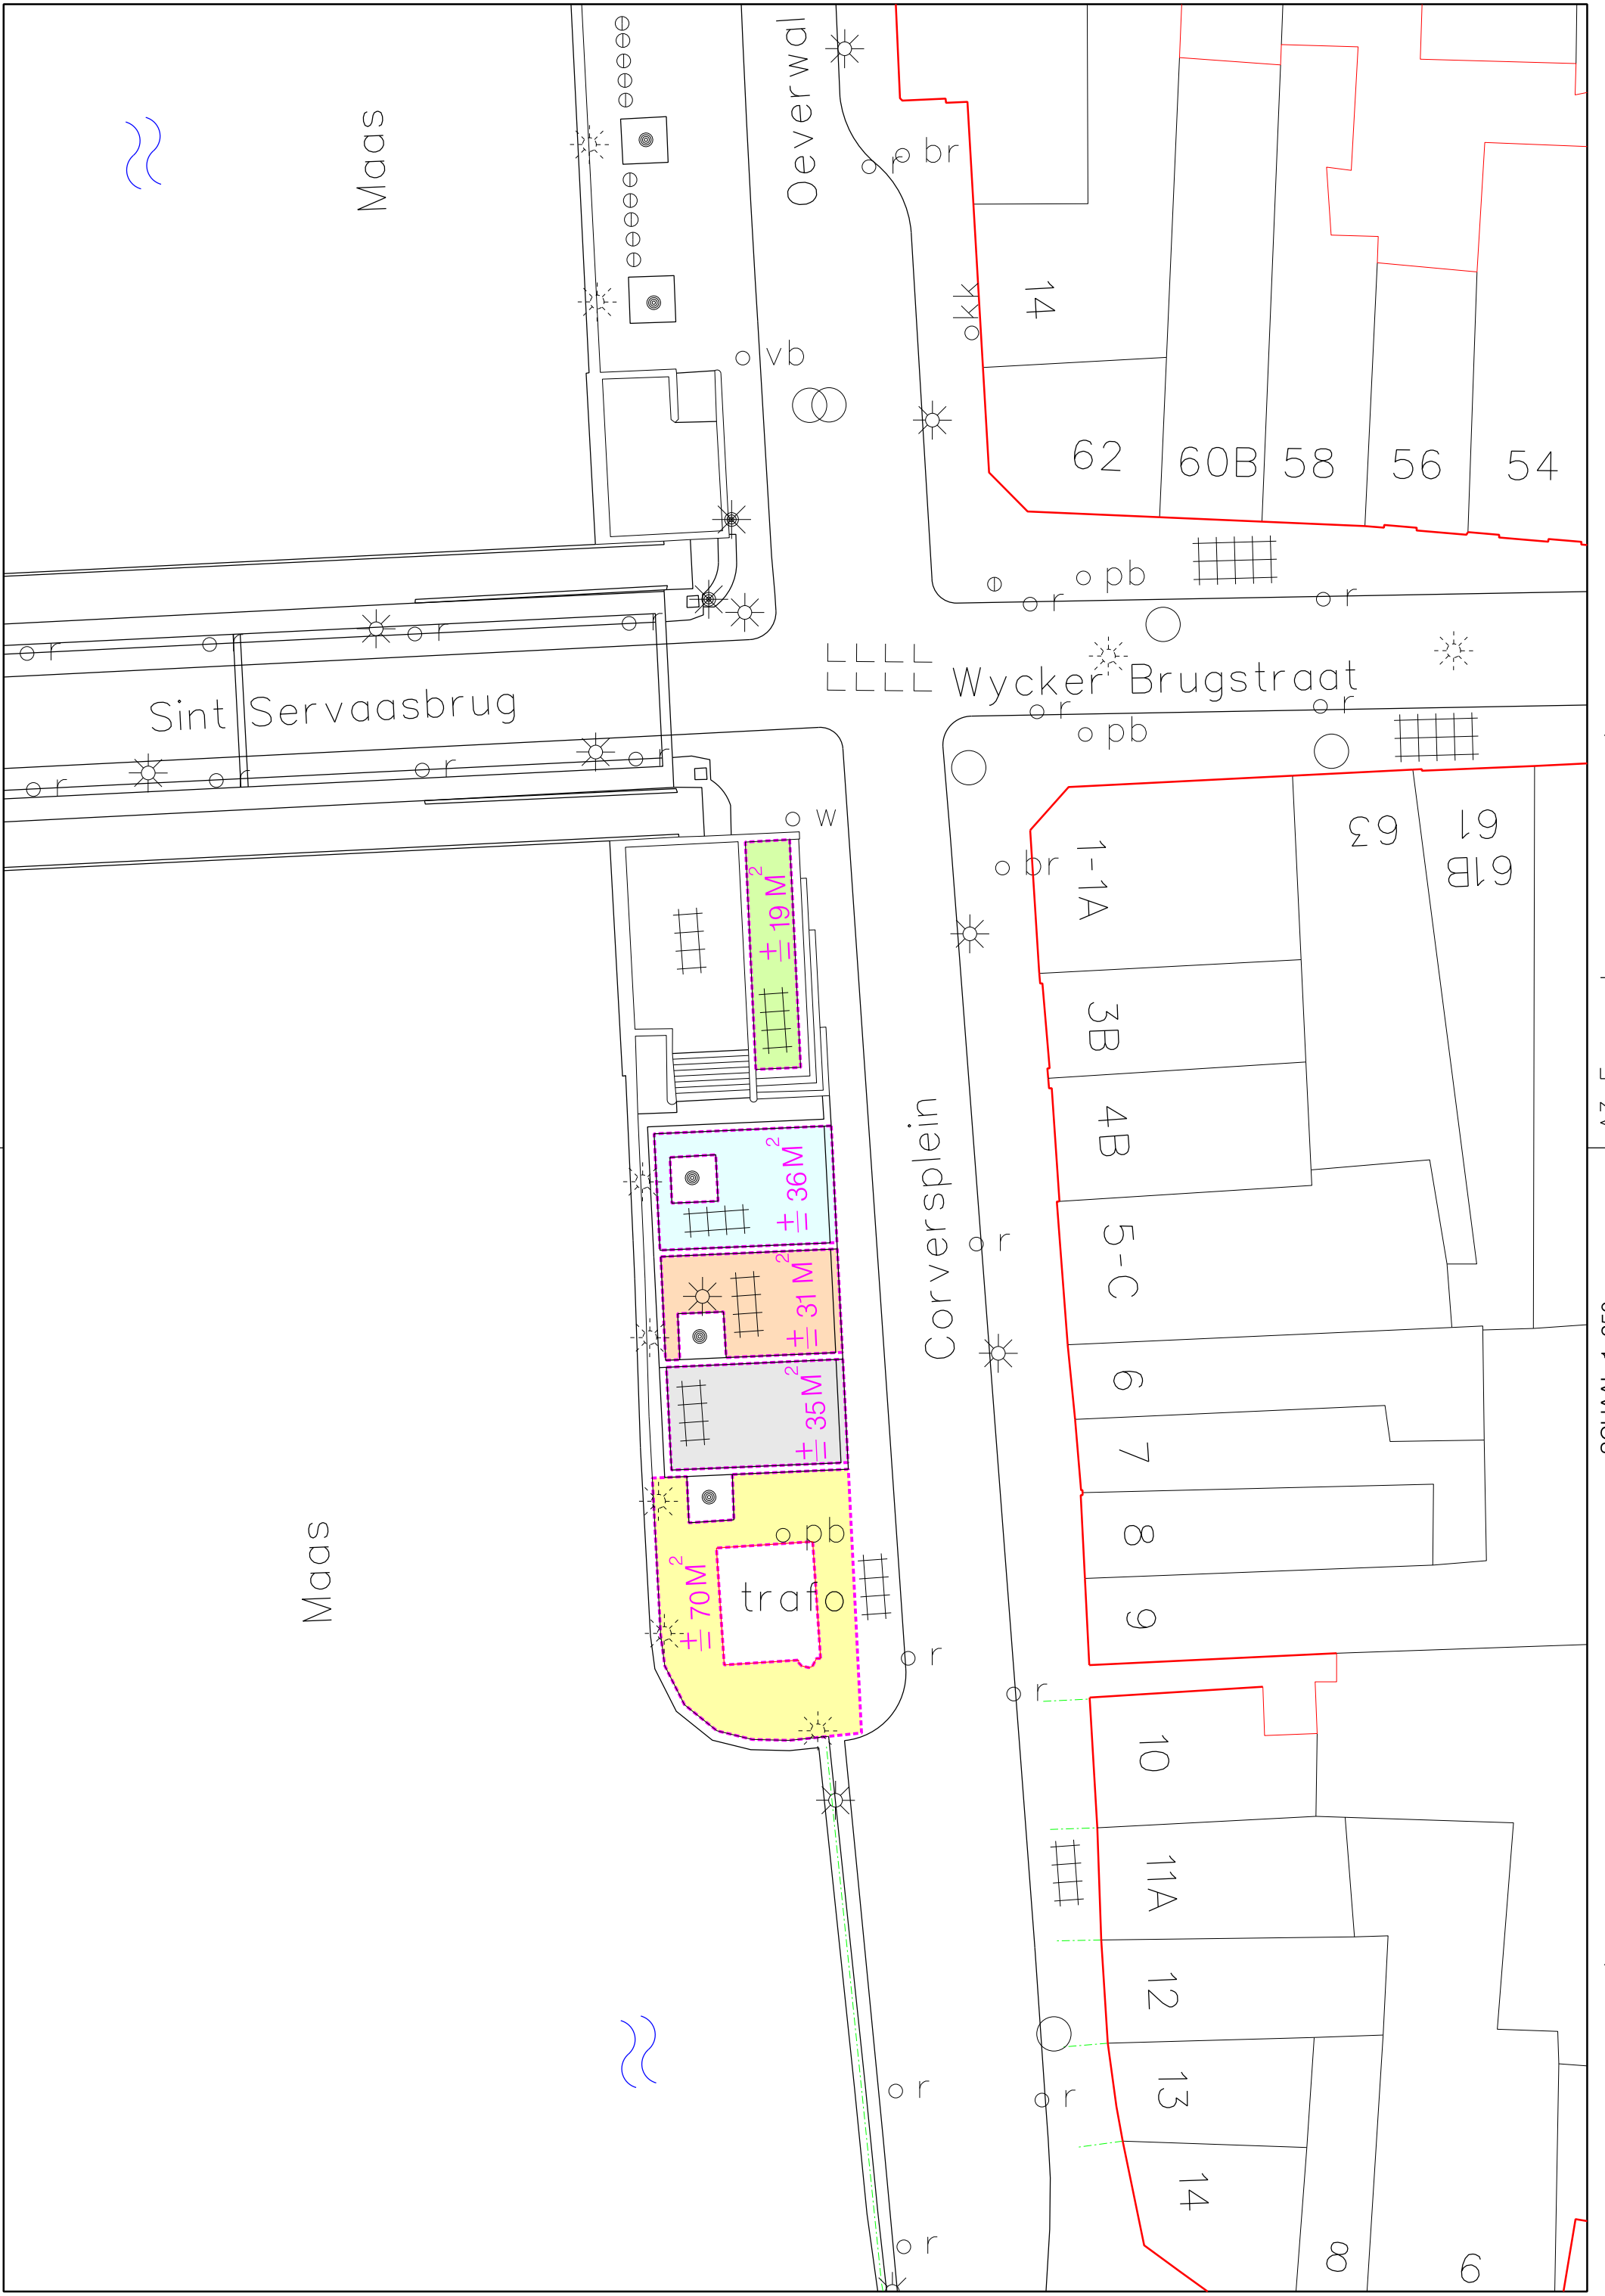 Maas
Oeverwal
r
br
kk
14
vb
62
60B
58
56
54
pb
r
r
r
r
r
r
Sint Servaasbrug
Wycker Brugstraat
r
r
pb
r
r
r
r
w
br
1-1A
63
61
61B
± 19 M²
3B
4B
Corversplein
± 36 M²
5-C
r
± 31 M²
6
± 35 M²
7
8
pb
Maas
± 70 M²
trafo
9
r
r
10
11A
12
13
r
r
14
r
8
6